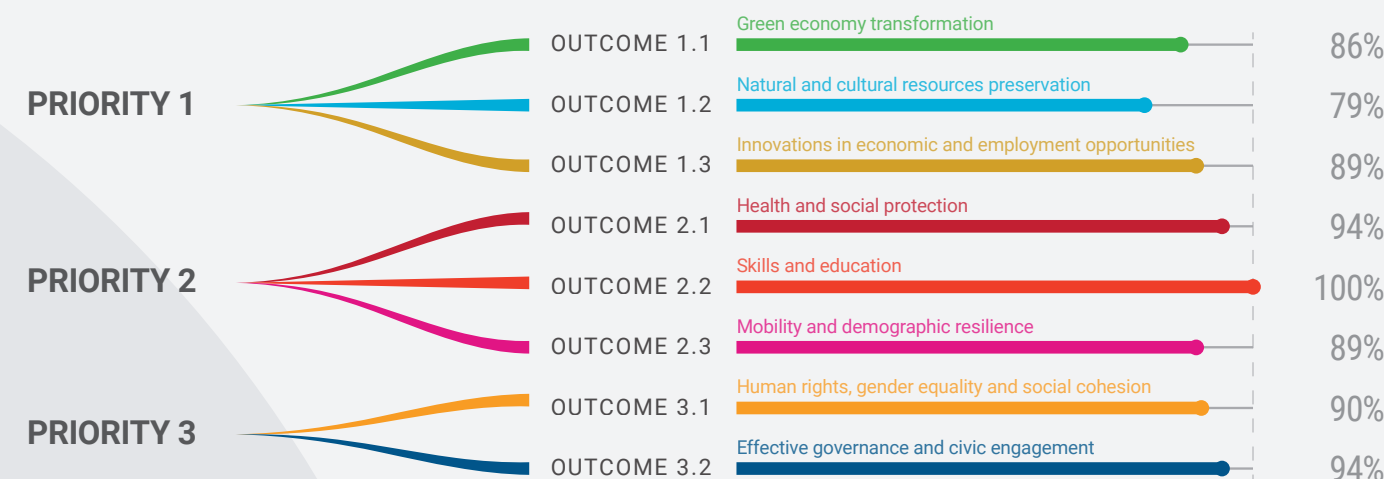 PRIORITY 1
Green economy transformation
OUTCOME 1.1 86%
Natural and cultural resources preservation
OUTCOME 1.2 79%
Innovations in economic and employment opportunities
OUTCOME 1.3 89%
PRIORITY 2
Health and social protection
OUTCOME 2.1 94%
Skills and education
OUTCOME 2.2 100%
Mobility and demographic resilience
OUTCOME 2.3 89%
PRIORITY 3
Human rights, gender equality and social cohesion
OUTCOME 3.1 90%
Effective governance and civic engagement
OUTCOME 3.2 94%